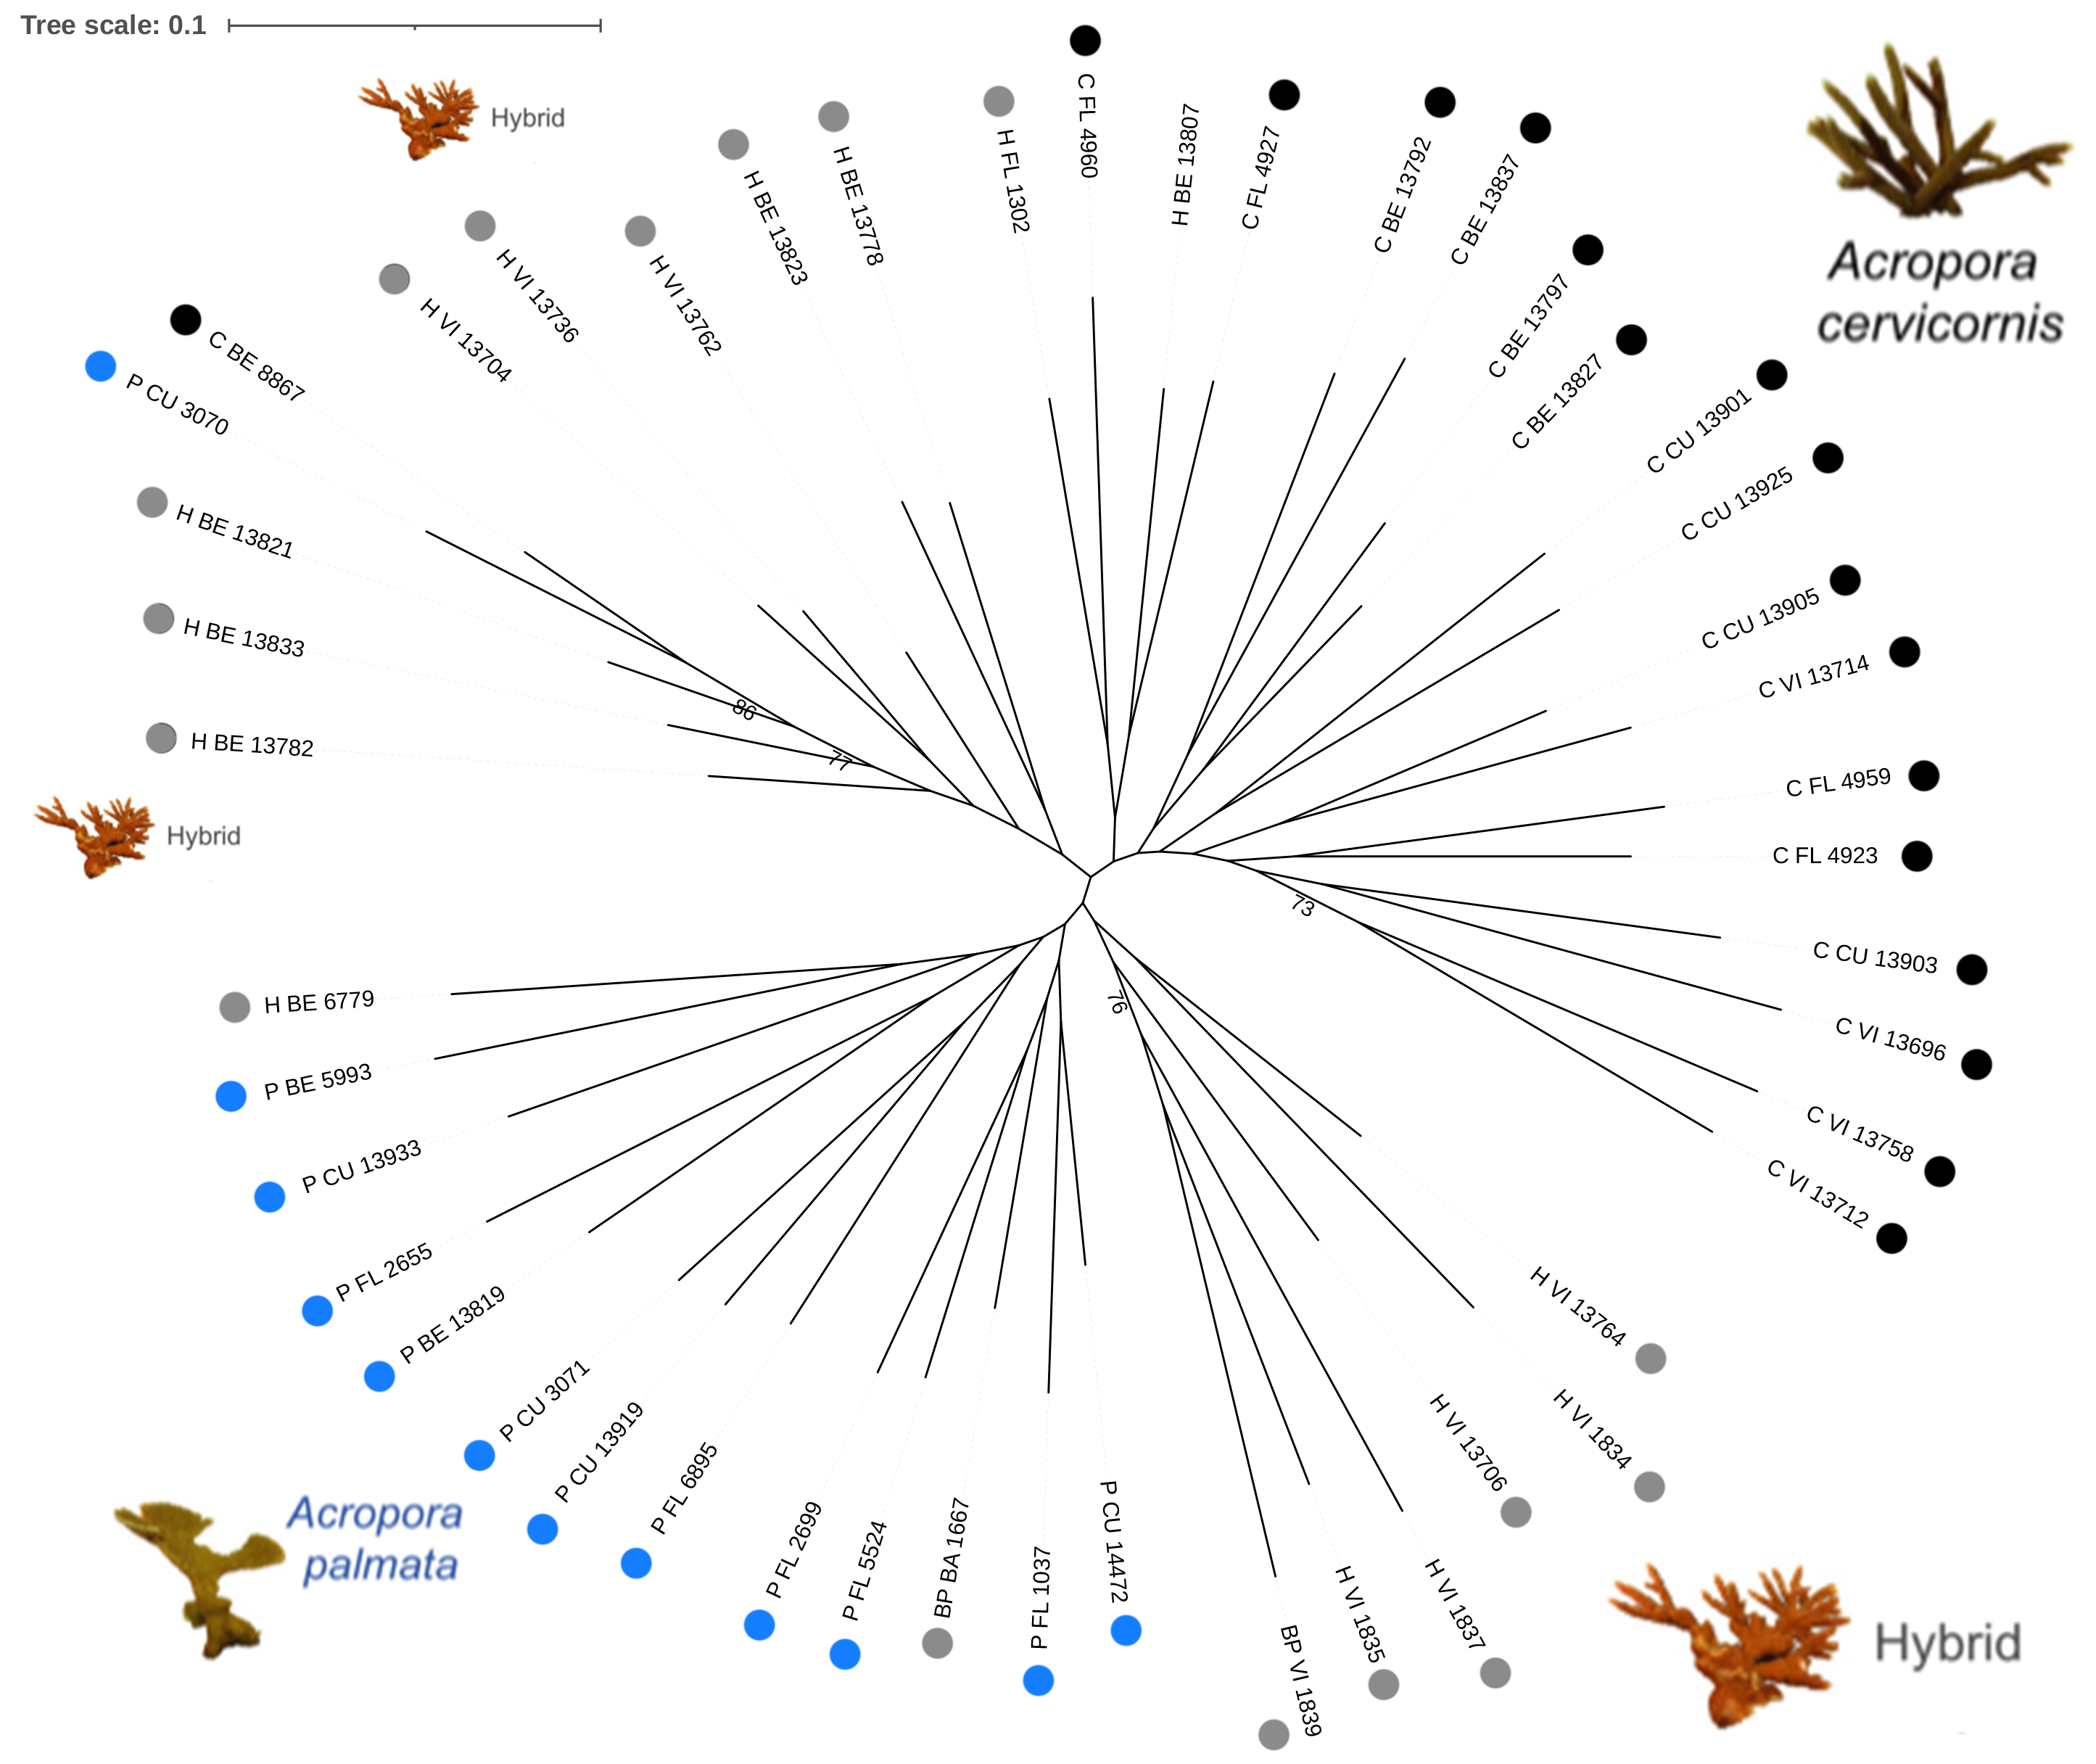 Tree scale: 0.1
Hybrid
H FL 1302
C FL 4960
H BE 13807
C FL 4927
C BE 13792
C BE 13837
C BE 13797
C BE 13827
Acropora
cervicornis
C CU 13901
C CU 13925
C CU 13905
C VI 13714
C FL 4959
C FL 4923
C CU 13903
C VI 13696
C VI 13758
C VI 13712
H VI 13764
H VI 1834
H VI 13706
H VI 1837
H VI 1835
BP VI 1839
Hybrid
P CU 14472
P FL 1037
BP BA 1667
P FL 5524
P FL 2699
P FL 6895
P CU 13919
P CU 3071
Acropora
palmata
P BE 13819
P FL 2655
P CU 13933
P BE 5993
H BE 6779
Hybrid
H BE 13782
H BE 13833
H BE 13821
P CU 3070
C BE 8867
H VI 13704
H VI 13736
H VI 13762
H BE 13823
H BE 13778
86
77
73
76